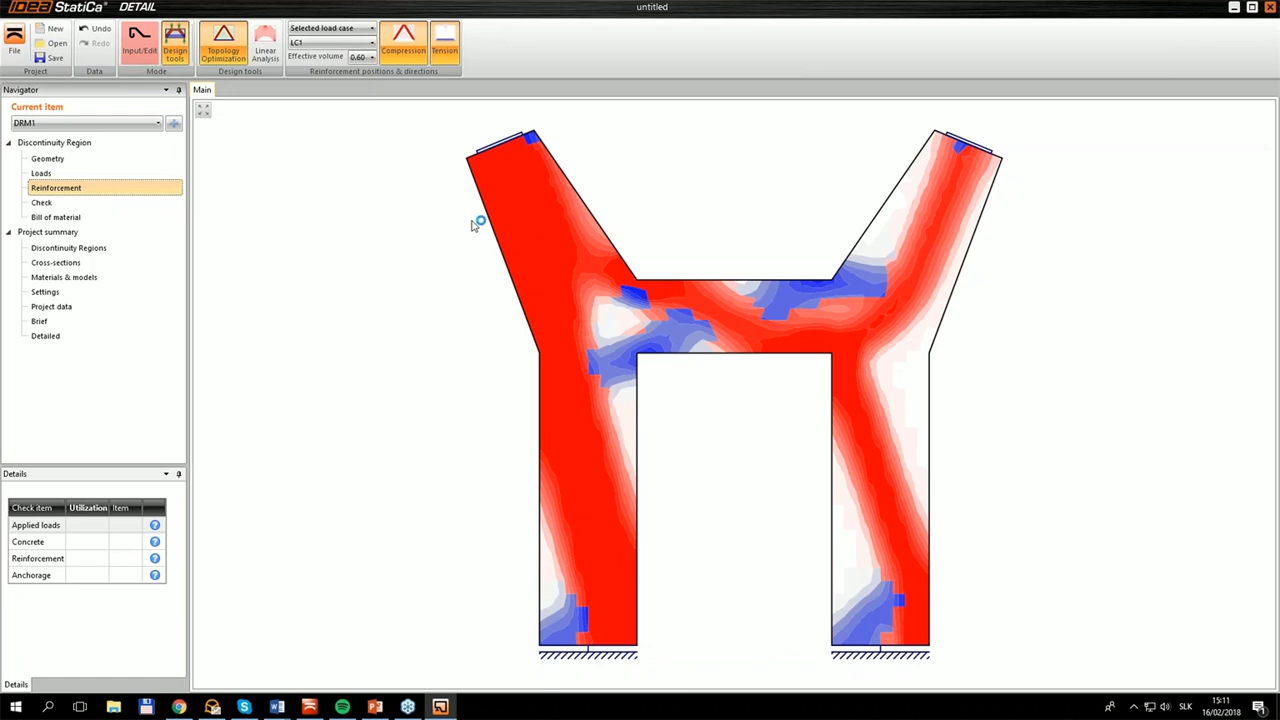 IDEA StatiCa DETAIL
untitled
File
New
Open
Save
Project
Undo
Redo
Data
Input/Edit
Design tools
Mode
Topology Optimization
Linear Analysis
Design tools
Selected load case
LC1
Effective volume 0.60
Compression
Tension
Reinforcement positions & directions
Navigator
Current item
DRM1
Discontinuity Region
Geometry
Loads
Reinforcement
Check
Bill of material
Project summary
Discontinuity Regions
Cross-sections
Materials & models
Settings
Project data
Brief
Detailed
Main
Details
Check item Utilization Item
Applied loads
Concrete
Reinforcement
Anchorage
Details
SLK
15:11
16/02/2018